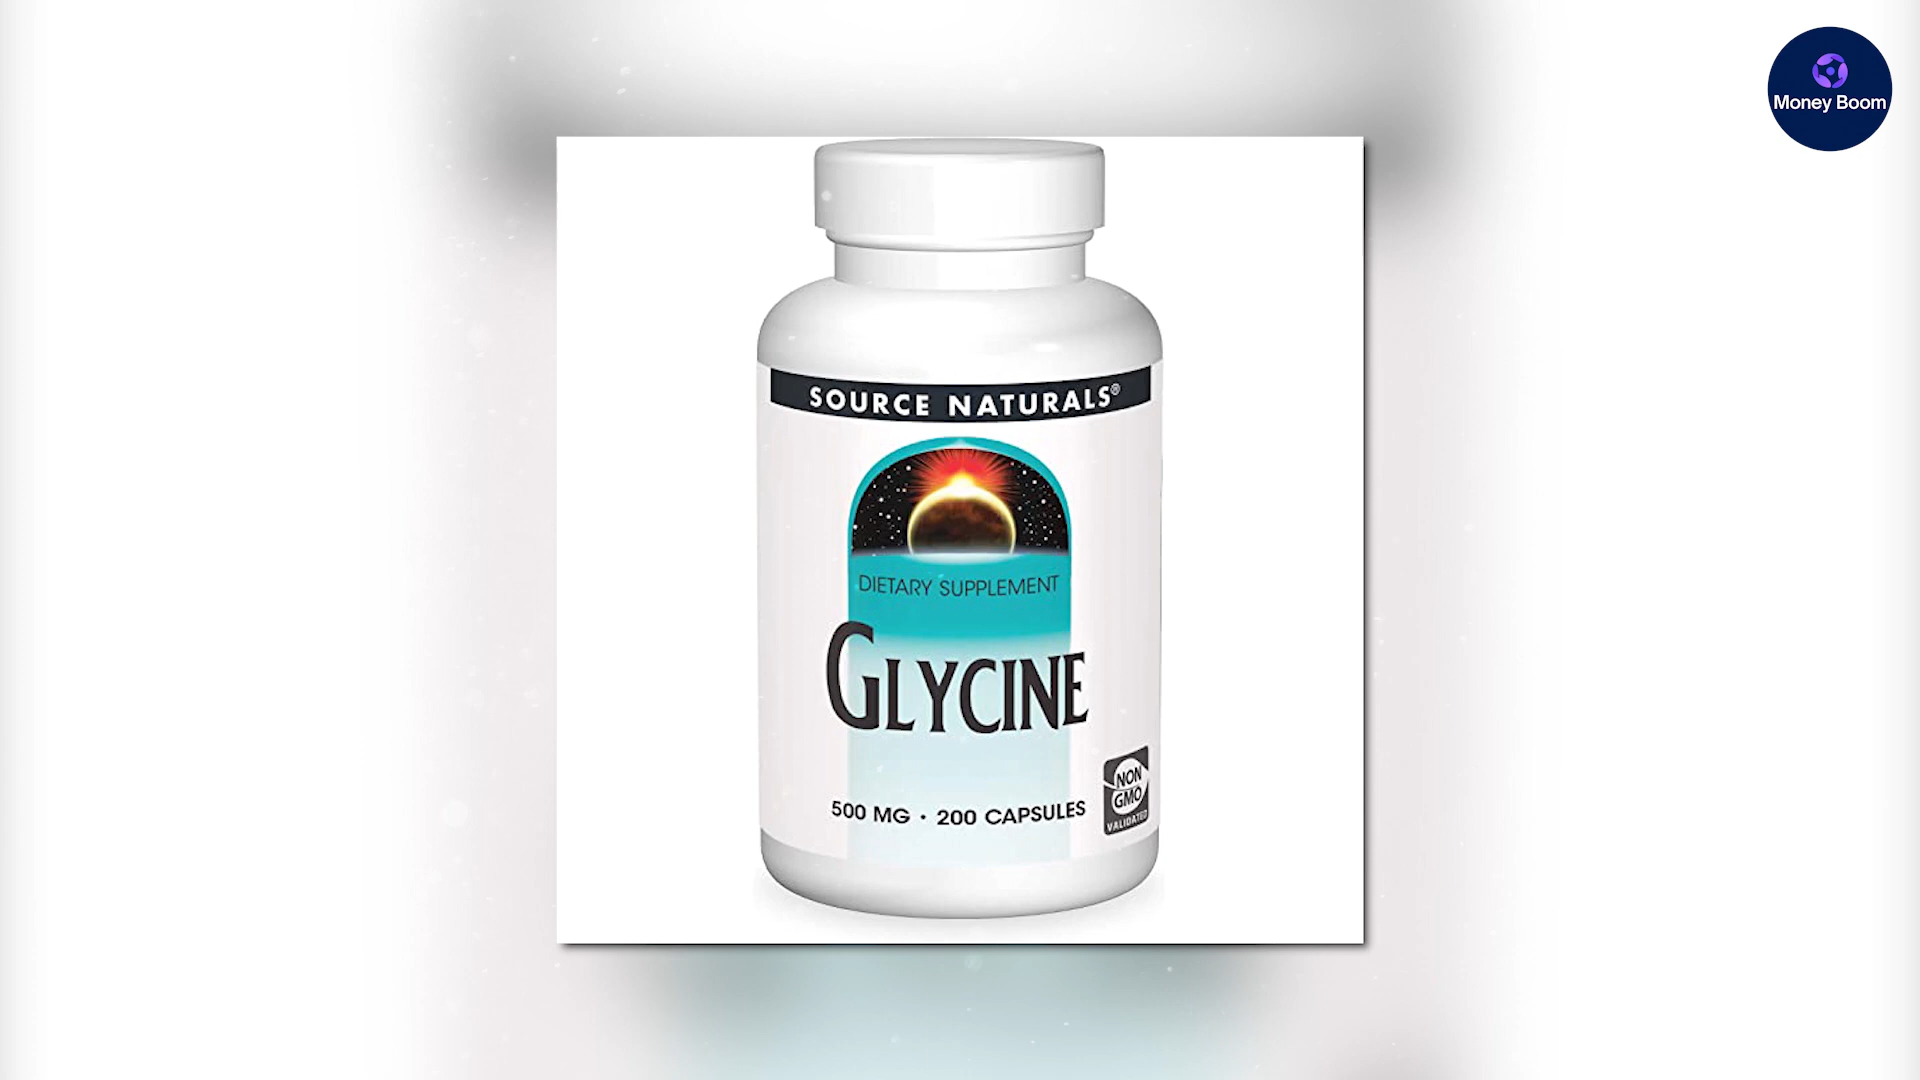 Money Boom
SOURCE NATURALS®
DIETARY SUPPLEMENT
GLYCINE
NON
GMO
VALIDATED
500 MG · 200 CAPSULES